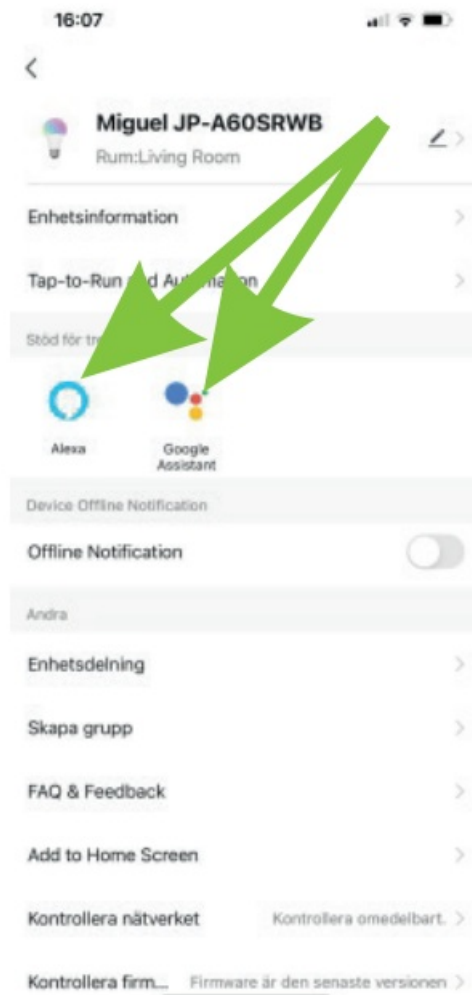 16:07
Miguel JP-A60SRWB
Rum:Living Room
Enhetsinformation
Tap-to-Run and Automation
Stöd för
Alexa
Google
Assistant
Device Offline Notification
Offline Notification
Andra
Enhetsdelning
Skapa grupp
FAQ & Feedback
Add to Home Screen
Kontrollera nätverket Kontrollera omedelbart.
Kontrollera firm... Firmware är den senaste versionen